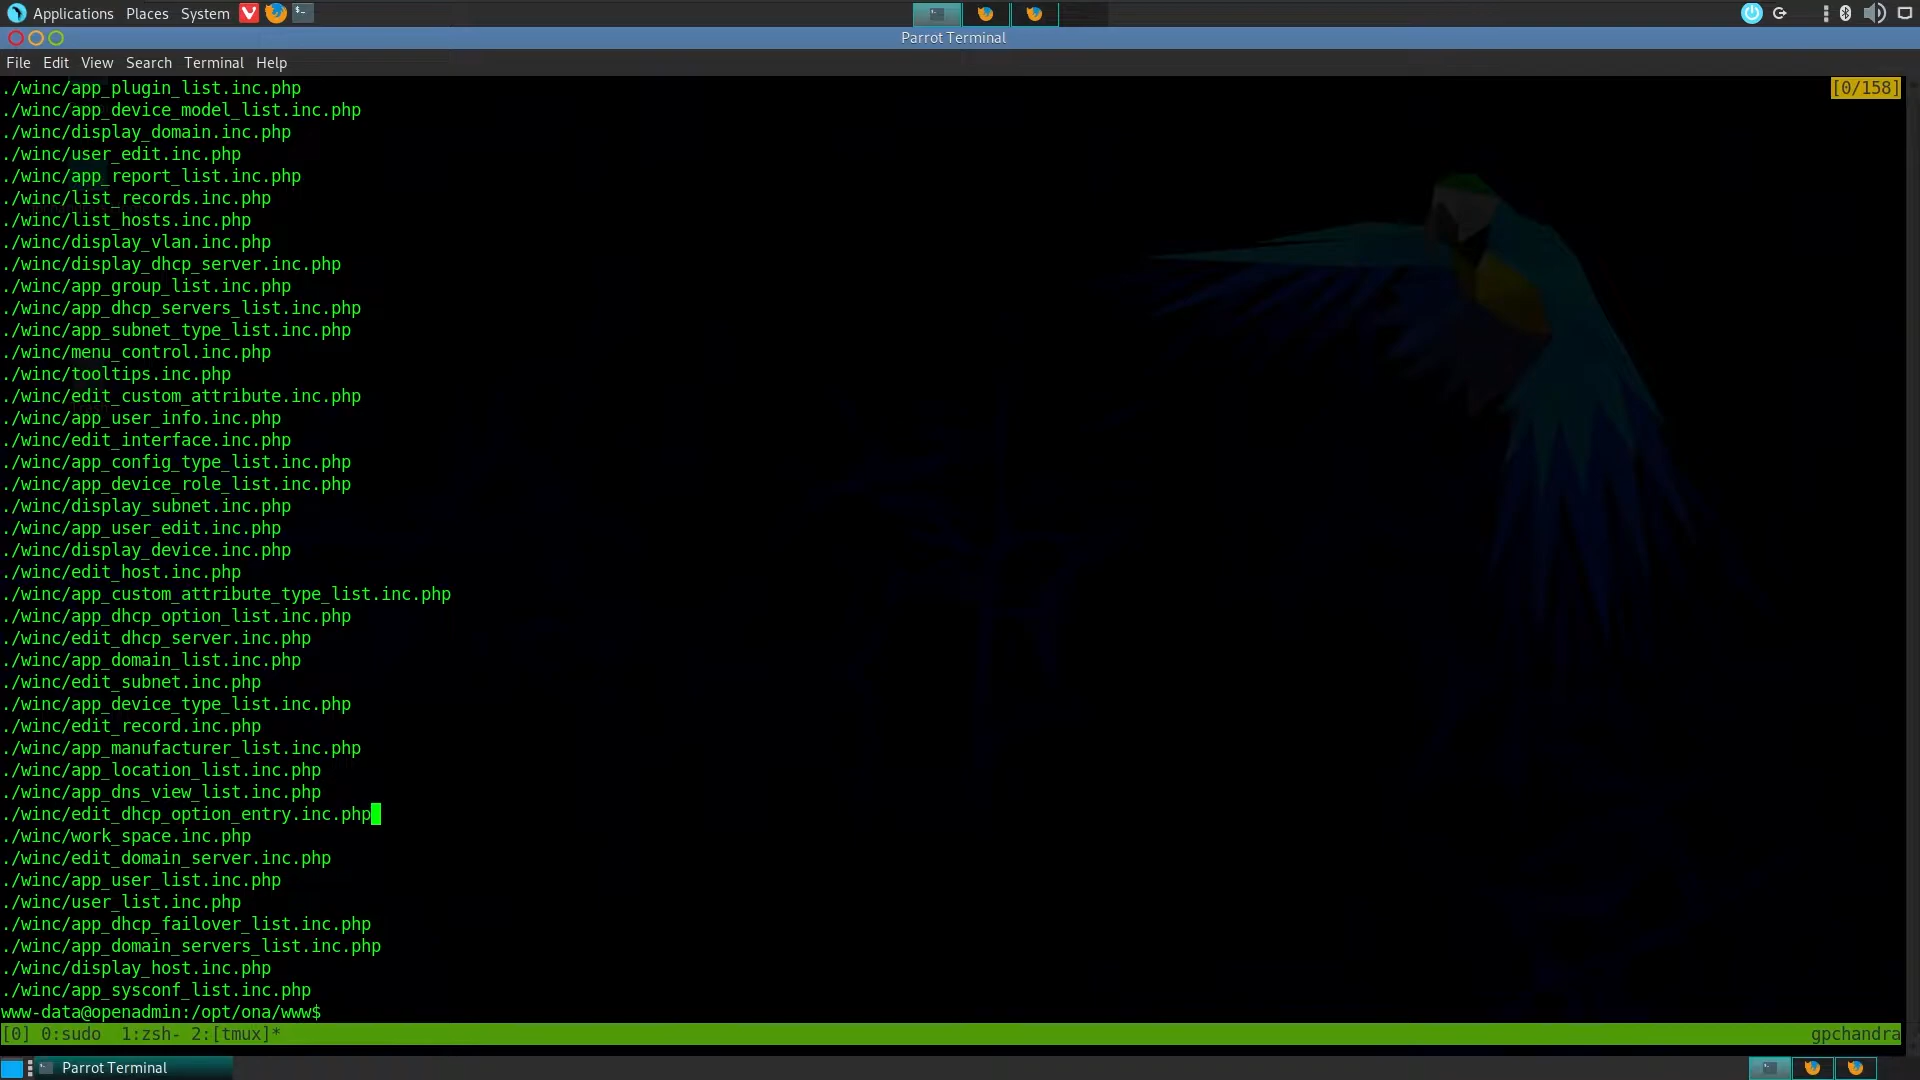 Applications Places System
Parrot Terminal
File Edit View Search Terminal Help
./winc/app_plugin_list.inc.php [0/158]
./winc/app_device_model_list.inc.php
./winc/display_domain.inc.php
./winc/user_edit.inc.php
./winc/app_report_list.inc.php
./winc/list_records.inc.php
./winc/list_hosts.inc.php
./winc/display_vlan.inc.php
./winc/display_dhcp_server.inc.php
./winc/app_group_list.inc.php
./winc/app_dhcp_servers_list.inc.php
./winc/app_subnet_type_list.inc.php
./winc/menu_control.inc.php
./winc/tooltips.inc.php
./winc/edit_custom_attribute.inc.php
./winc/app_user_info.inc.php
./winc/edit_interface.inc.php
./winc/app_config_type_list.inc.php
./winc/app_device_role_list.inc.php
./winc/display_subnet.inc.php
./winc/app_user_edit.inc.php
./winc/display_device.inc.php
./winc/edit_host.inc.php
./winc/app_custom_attribute_type_list.inc.php
./winc/app_dhcp_option_list.inc.php
./winc/edit_dhcp_server.inc.php
./winc/app_domain_list.inc.php
./winc/edit_subnet.inc.php
./winc/app_device_type_list.inc.php
./winc/edit_record.inc.php
./winc/app_manufacturer_list.inc.php
./winc/app_location_list.inc.php
./winc/app_dns_view_list.inc.php
./winc/edit_dhcp_option_entry.inc.php
./winc/work_space.inc.php
./winc/edit_domain_server.inc.php
./winc/app_user_list.inc.php
./winc/user_list.inc.php
./winc/app_dhcp_failover_list.inc.php
./winc/app_domain_servers_list.inc.php
./winc/display_host.inc.php
./winc/app_sysconf_list.inc.php
www-data@openadmin:/opt/ona/www$
[0] 0:sudo 1:zsh- 2:[tmux]* gpchandra
Parrot Terminal